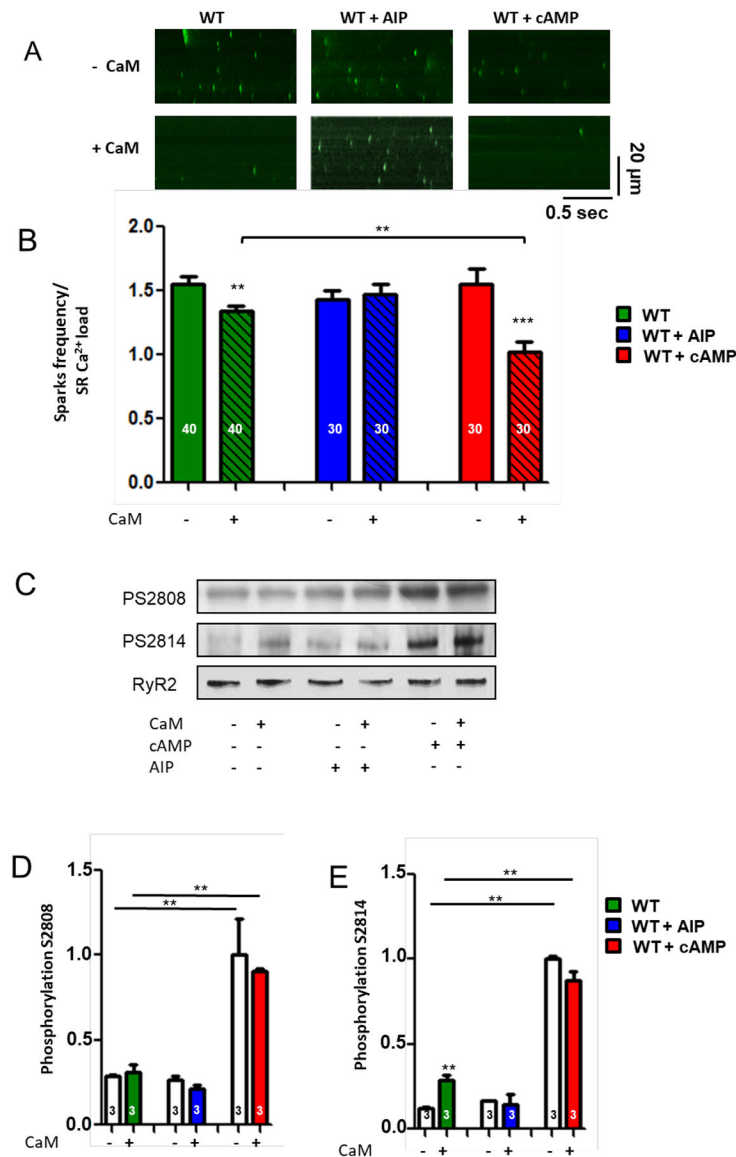 WT WT + AIP WT + cAMP
A
- CaM
+ CaM
20 µm
0.5 sec
B
Sparks frequency/
SR Ca²⁺ load
2.0
**
1.5
**
***
1.0
0.5
40 40 30 30 30 30
0.0
CaM - + - + - +
WT
WT + AIP
WT + cAMP
C
PS2808
PS2814
RyR2
CaM - + - + - +
cAMP - - - - + +
AIP - - + + - -
D
Phosphorylation S2808
1.5
**
**
1.0
0.5
3 3 3 3 3 3
0.0
CaM - + - + - +
E
Phosphorylation S2814
1.5
**
**
1.0
0.5
**
3 3 3 3 3 3
0.0
CaM - + - + - +
WT
WT + AIP
WT + cAMP